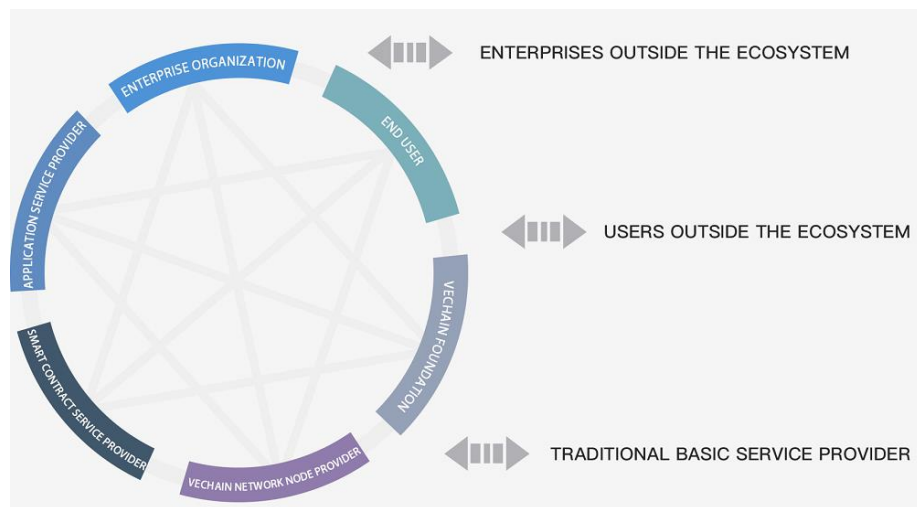 ENTERPRISE ORGANIZATION
END USER
VECHAIN FOUNDATION
VECHAIN NETWORK NODE PROVIDER
SMART CONTRACT SERVICE PROVIDER
APPLICATION SERVICE PROVIDER
ENTERPRISES OUTSIDE THE ECOSYSTEM
USERS OUTSIDE THE ECOSYSTEM
TRADITIONAL BASIC SERVICE PROVIDER